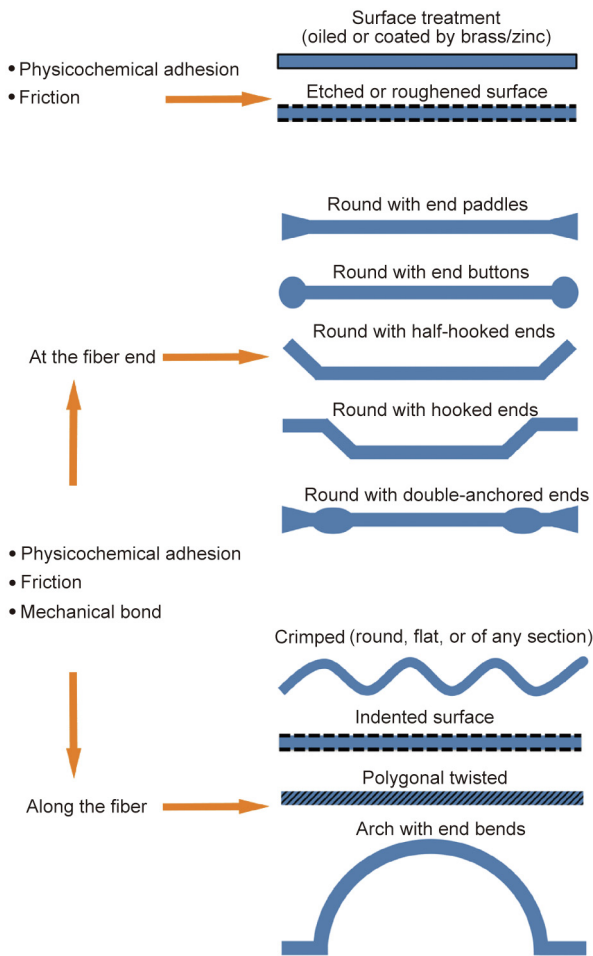 Surface treatment
(oiled or coated by brass/zinc)
• Physicochemical adhesion
• Friction
Etched or roughened surface
Round with end paddles
Round with end buttons
Round with half-hooked ends
At the fiber end
Round with hooked ends
Round with double-anchored ends
• Physicochemical adhesion
• Friction
• Mechanical bond
Crimped (round, flat, or of any section)
Indented surface
Polygonal twisted
Along the fiber
Arch with end bends